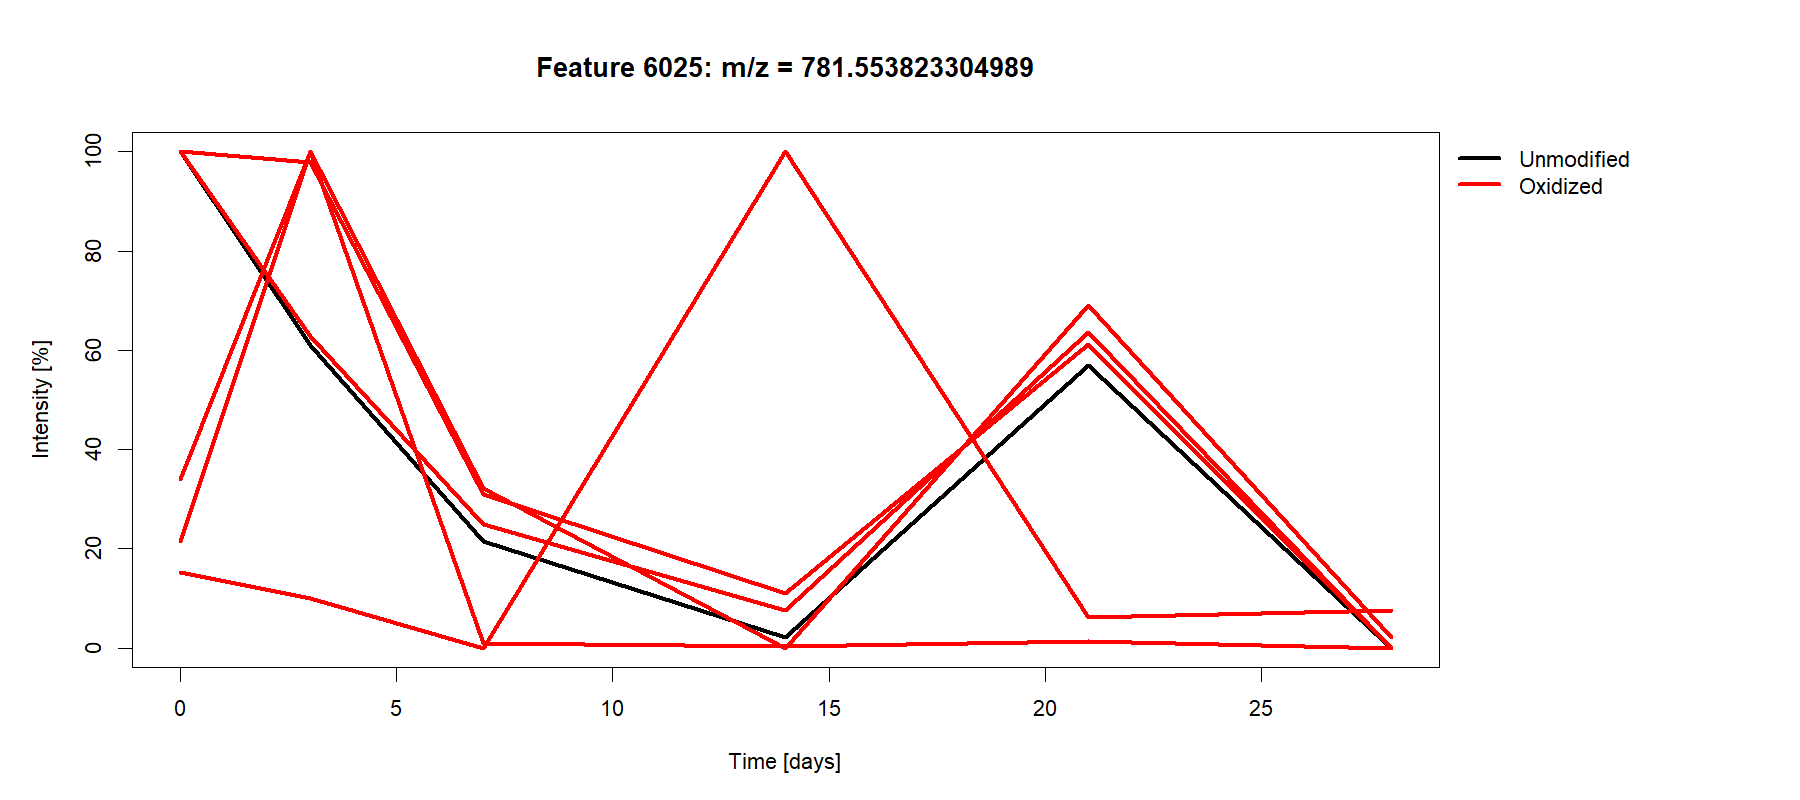 Feature 6025: m/z = 781.553823304989
Unmodified
Oxidized
Intensity [%]
100
80
60
40
20
0
0 5 10 15 20 25
Time [days]